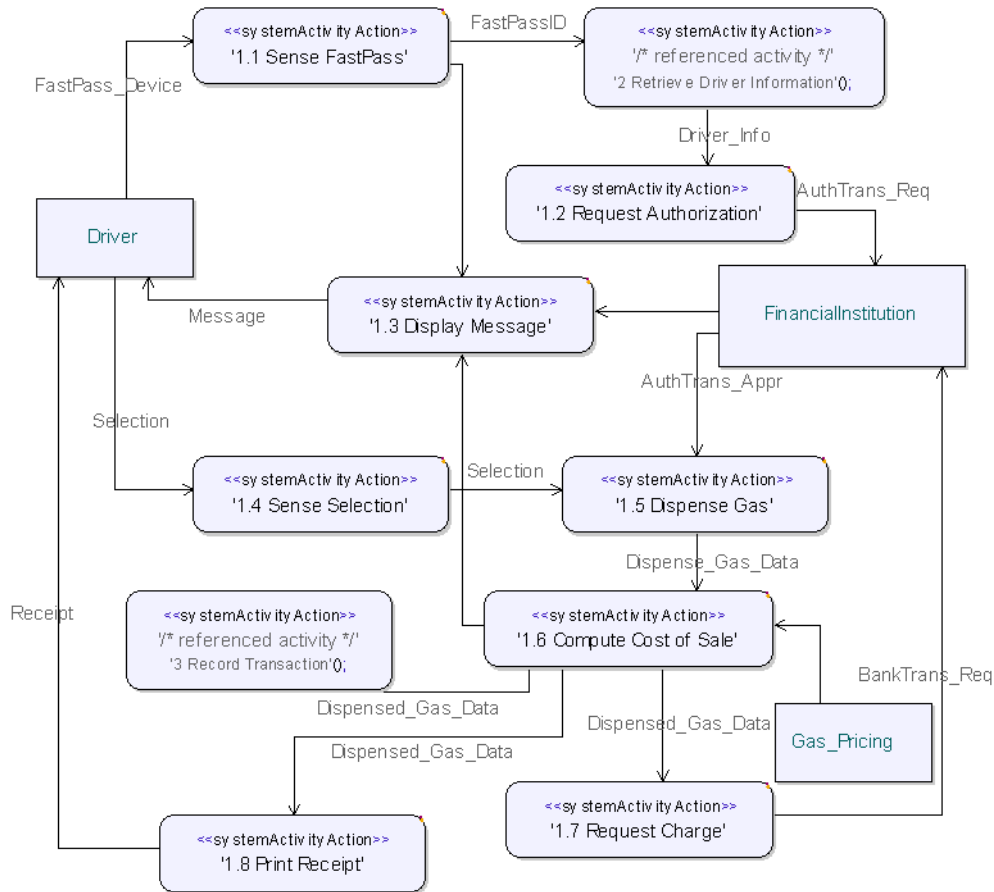 <<systemActivityAction>>
'1.1 Sense FastPass'
FastPassID
<<systemActivityAction>>
'/* referenced activity */'
'2 Retrieve Driver Information'();
FastPass_Device
Driver_Info
<<systemActivityAction>>
'1.2 Request Authorization'
AuthTrans_Req
Driver
<<systemActivityAction>>
'1.3 Display Message'
Message
FinancialInstitution
AuthTrans_Appr
Selection
<<systemActivityAction>>
'1.4 Sense Selection'
Selection
<<systemActivityAction>>
'1.5 Dispense Gas'
Dispense_Gas_Data
Receipt
<<systemActivityAction>>
'/* referenced activity */'
'3 Record Transaction'();
<<systemActivityAction>>
'1.6 Compute Cost of Sale'
BankTrans_Req
Dispensed_Gas_Data
Dispensed_Gas_Data
Dispensed_Gas_Data
Gas_Pricing
<<systemActivityAction>>
'1.7 Request Charge'
<<systemActivityAction>>
'1.8 Print Receipt'